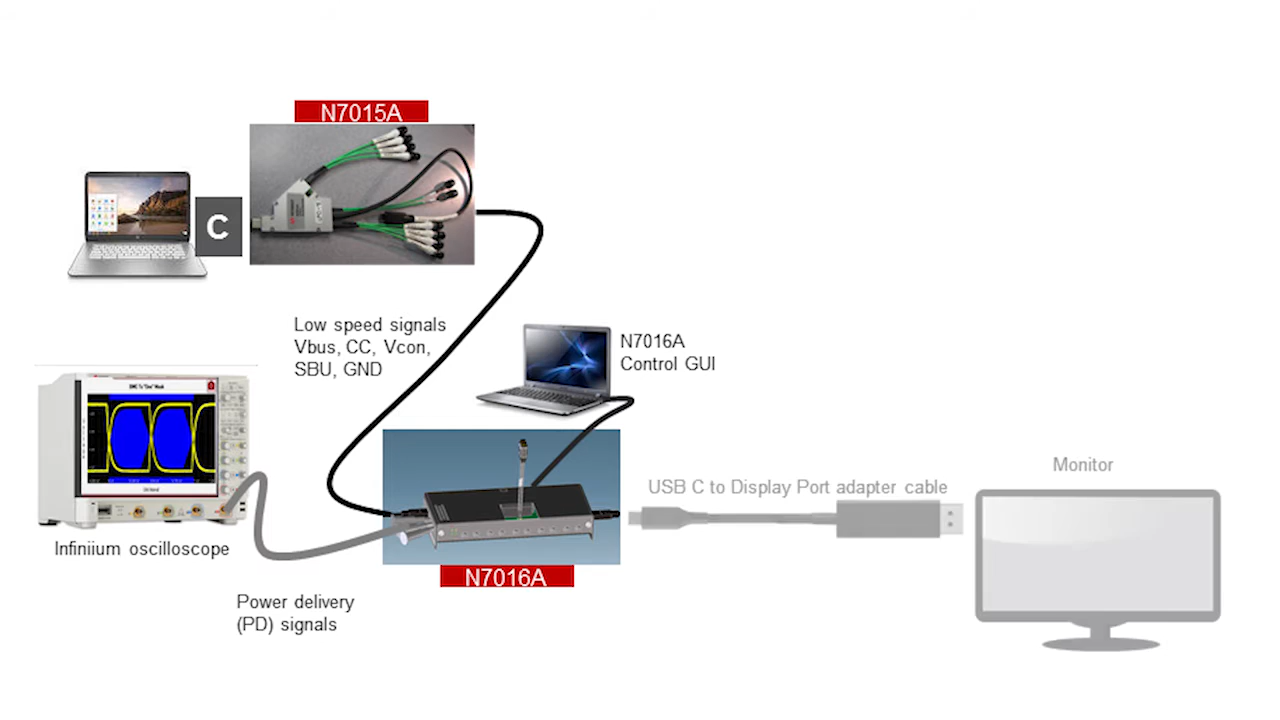 N7015A
C
Low speed signals
Vbus, CC, Vcon,
SBU, GND
N7016A
Control GUI
Monitor
USB C to Display Port adapter cable
Infiniium oscilloscope
N7016A
Power delivery
(PD) signals